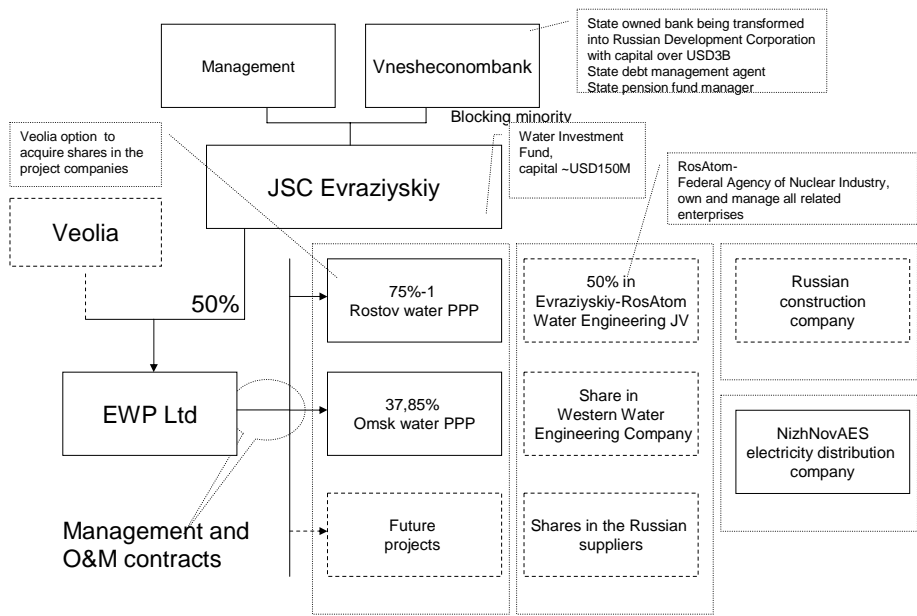 Management
Vnesheconombank
State owned bank being transformed
into Russian Development Corporation
with capital over USD3B
State debt management agent
State pension fund manager
Blocking minority
Veolia option to
acquire shares in the
project companies
JSC Evraziyskiy
Water Investment
Fund,
capital ~USD150M
RosAtom-
Federal Agency of Nuclear Industry,
own and manage all related
enterprises
Veolia
50%
75%-1
Rostov water PPP
50% in
Evraziyskiy-RosAtom
Water Engineering JV
Russian
construction
company
EWP Ltd
37,85%
Omsk water PPP
Share in
Western Water
Engineering Company
NizhNovAES
electricity distribution
company
Management and
O&M contracts
Future
projects
Shares in the Russian
suppliers